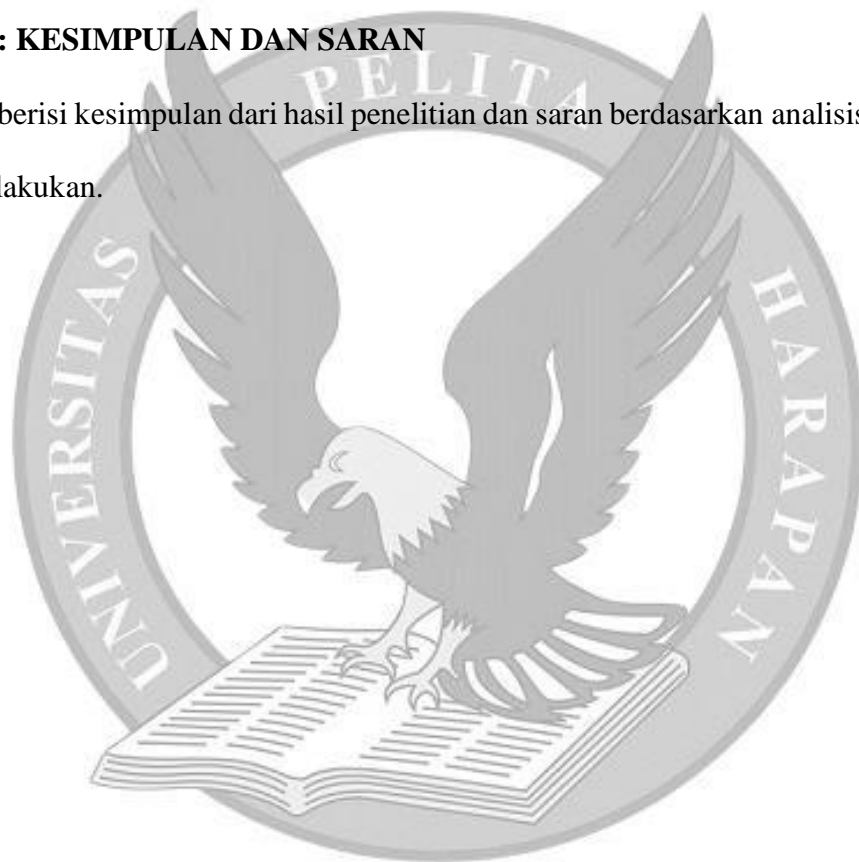 : KESIMPULAN DAN SARAN
PELITA
berisi kesimpulan dari hasil penelitian dan saran berdasarkan analisis
lakukan.
UNIVERSITAS
HARAPAN